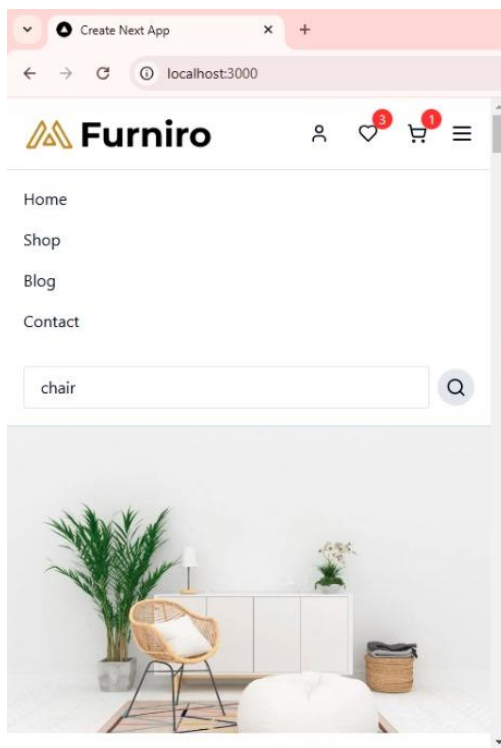 Create Next App
localhost:3000
Furniro
3
1
Home
Shop
Blog
Contact
chair